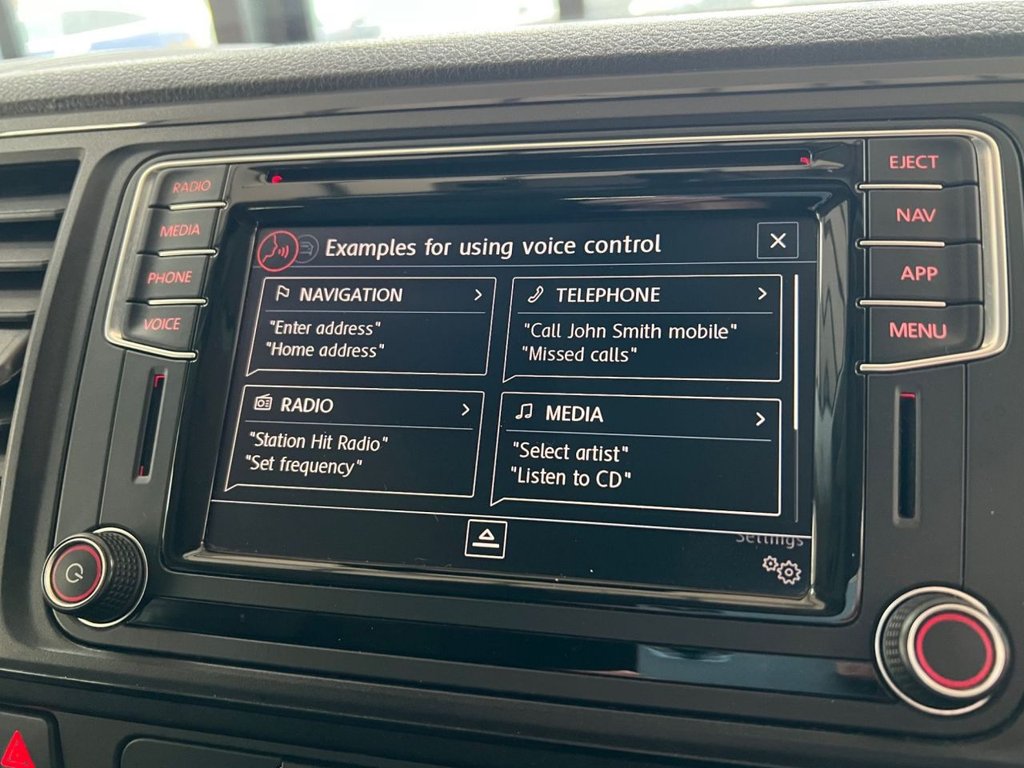 RADIO
MEDIA
PHONE
VOICE
Examples for using voice control
NAVIGATION
"Enter address"
"Home address"
TELEPHONE
"Call John Smith mobile"
"Missed calls"
RADIO
"Station Hit Radio"
"Set frequency"
MEDIA
"Select artist"
"Listen to CD"
Settings
EJECT
NAV
APP
MENU